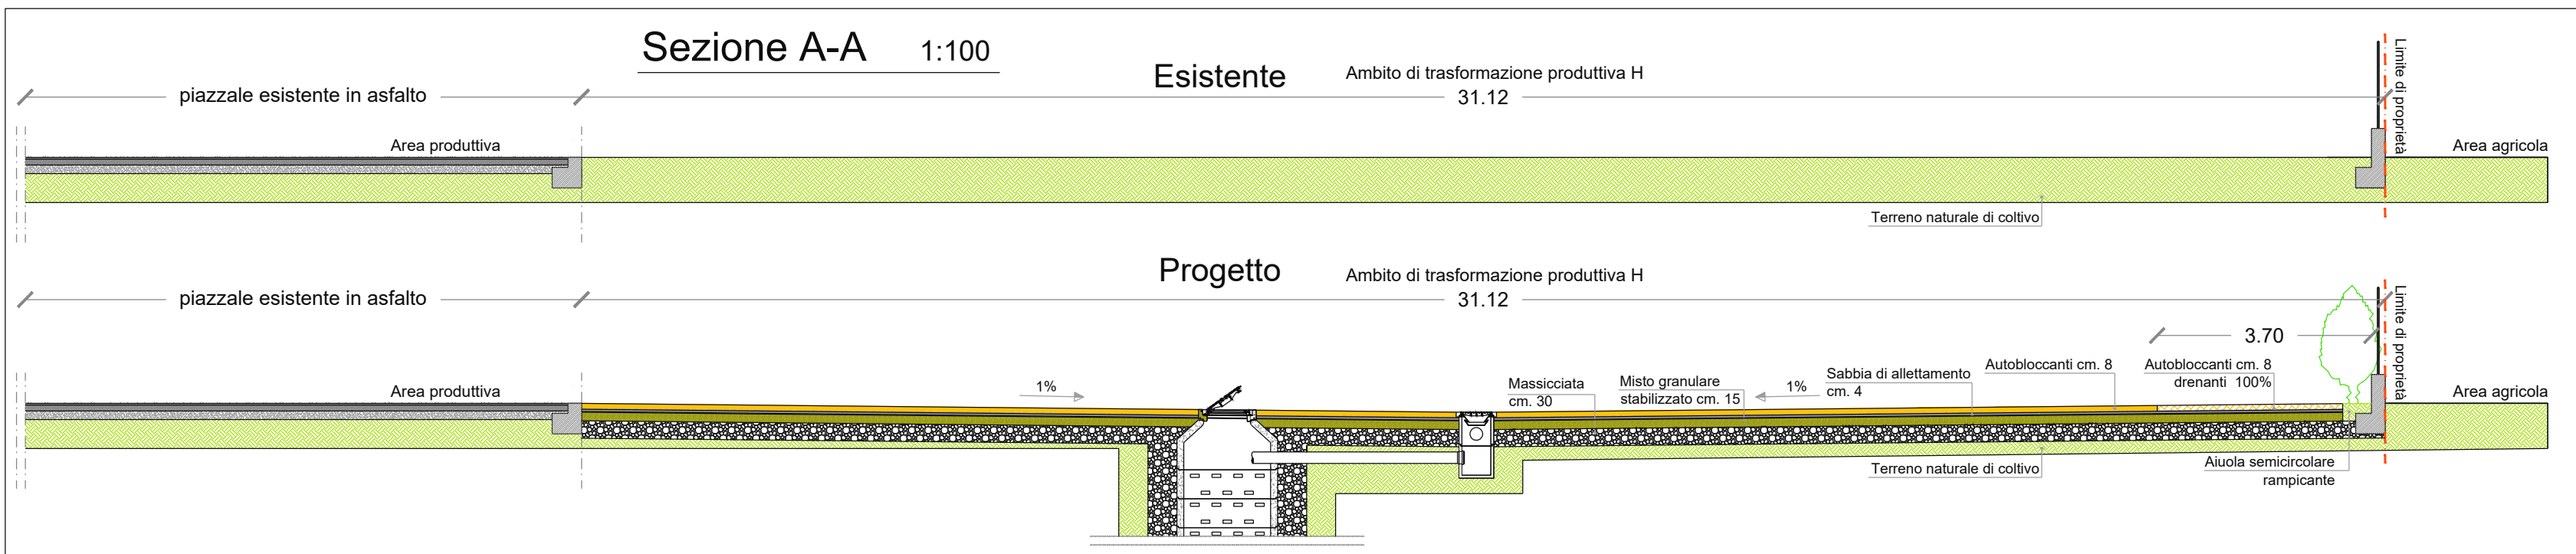 Sezione A-A 1:100
Esistente
Ambito di trasformazione produttiva H
piazzale esistente in asfalto
31.12
Limite di proprietà
Area produttiva
Area agricola
Terreno naturale di coltivo
Progetto
Ambito di trasformazione produttiva H
piazzale esistente in asfalto
31.12
Limite di proprietà
3.70
Area produttiva
1%
Massicciata
cm. 30
Misto granulare
stabilizzato cm. 15
1%
Sabbia di allettamento
cm. 4
Autobloccanti cm. 8
Autobloccanti cm. 8
drenanti 100%
Area agricola
Terreno naturale di coltivo
Aiuola semicircolare
rampicante